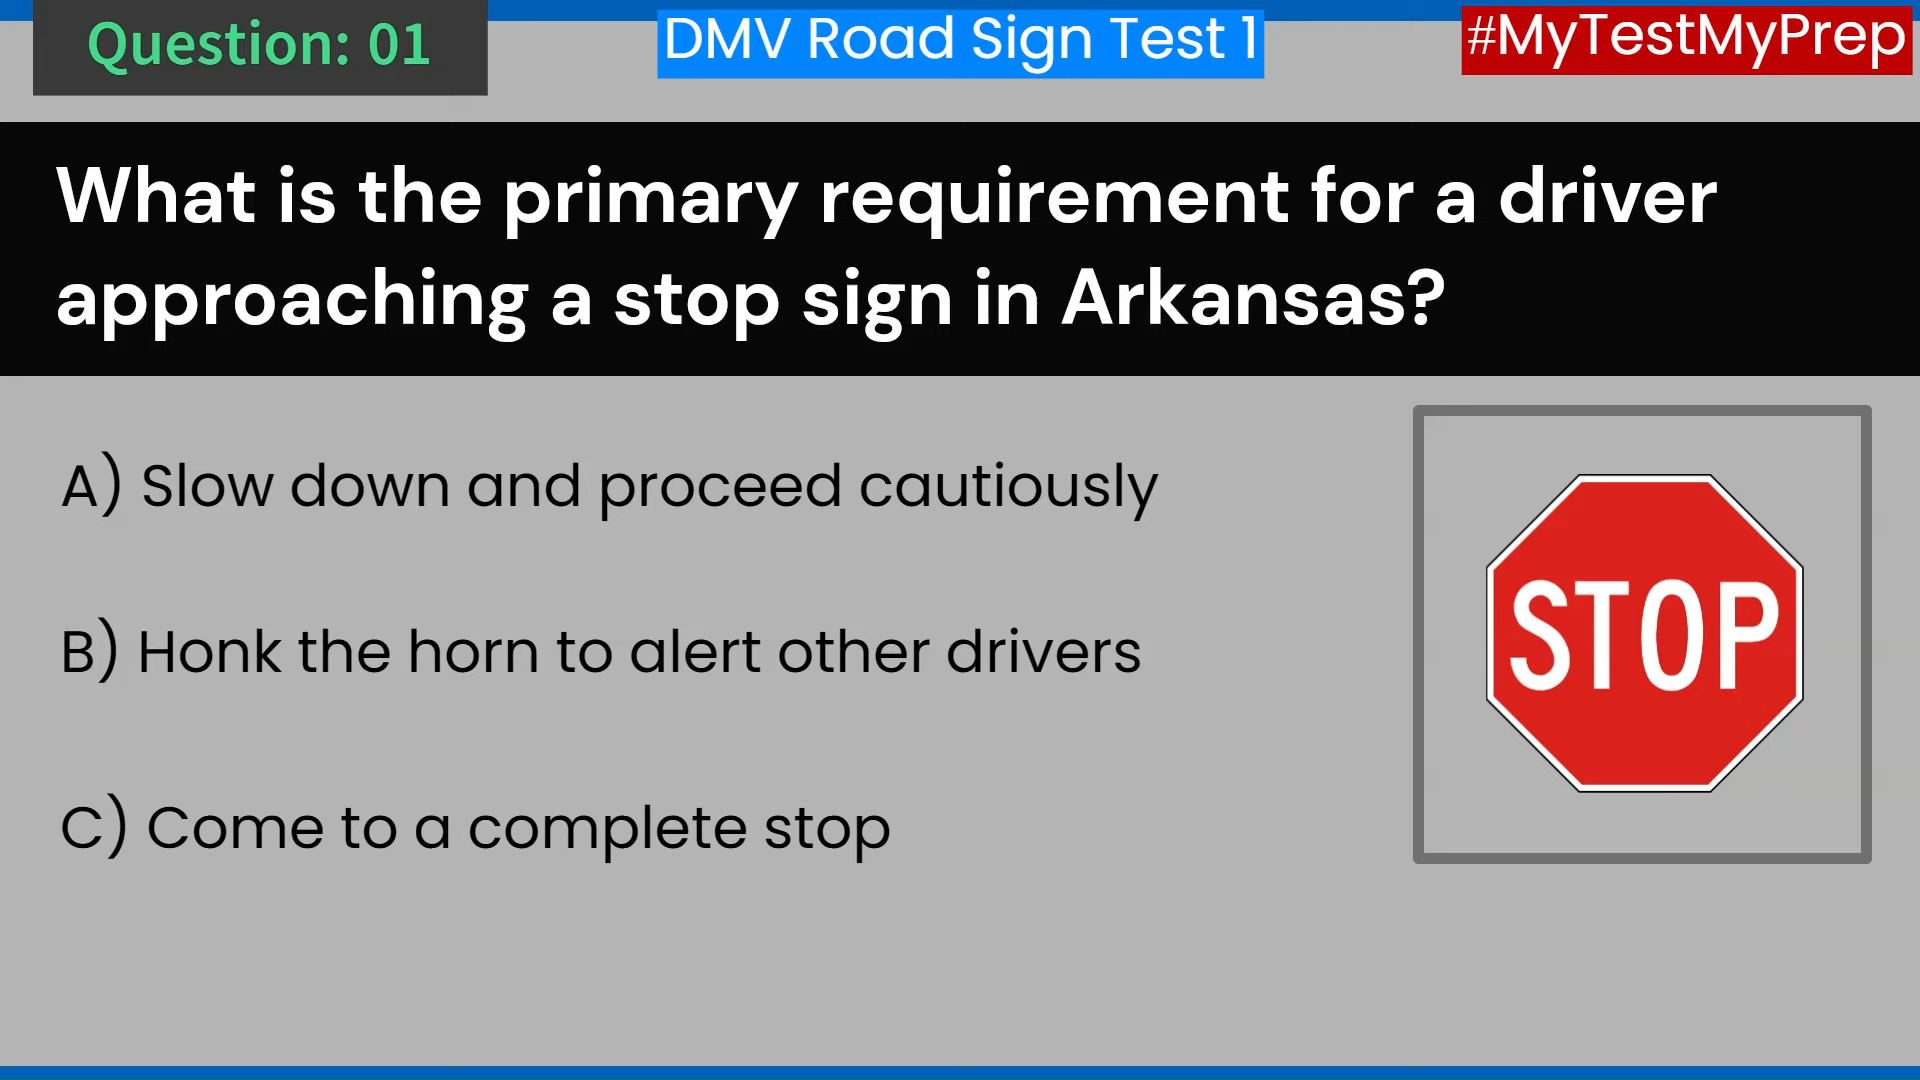 Question: 01
DMV Road Sign Test 1
#MyTestMyPrep
What is the primary requirement for a driver
approaching a stop sign in Arkansas?
A) Slow down and proceed cautiously
B) Honk the horn to alert other drivers
C) Come to a complete stop
STOP